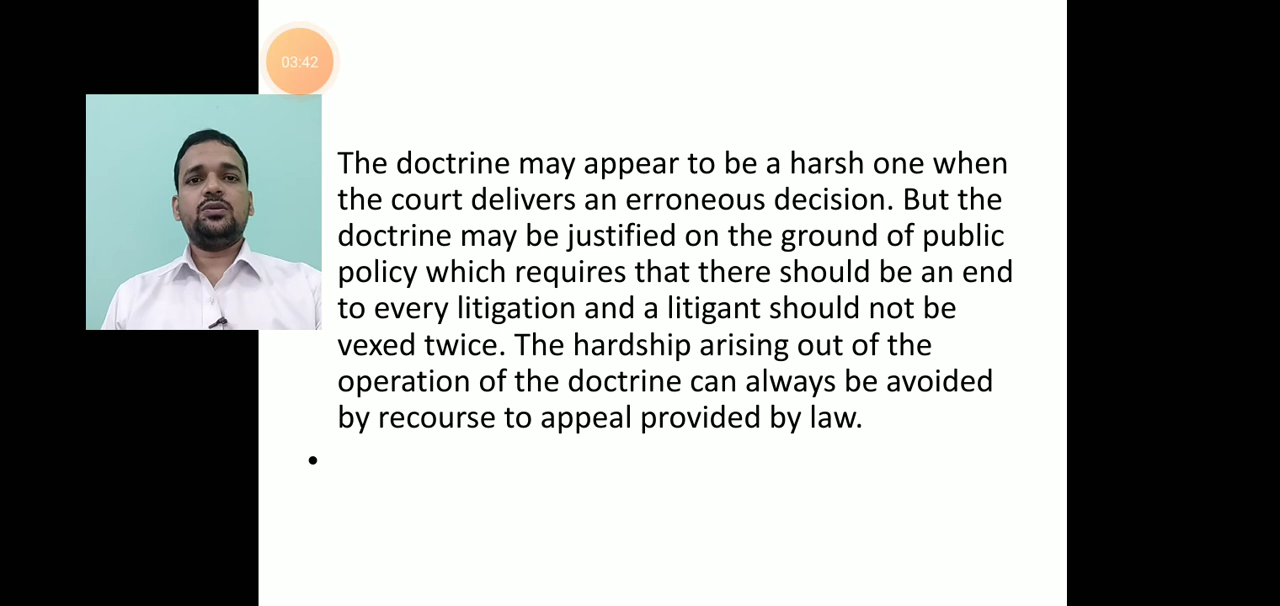 03:42
The doctrine may appear to be a harsh one when
the court delivers an erroneous decision. But the
doctrine may be justified on the ground of public
policy which requires that there should be an end
to every litigation and a litigant should not be
vexed twice. The hardship arising out of the
operation of the doctrine can always be avoided
by recourse to appeal provided by law.
•